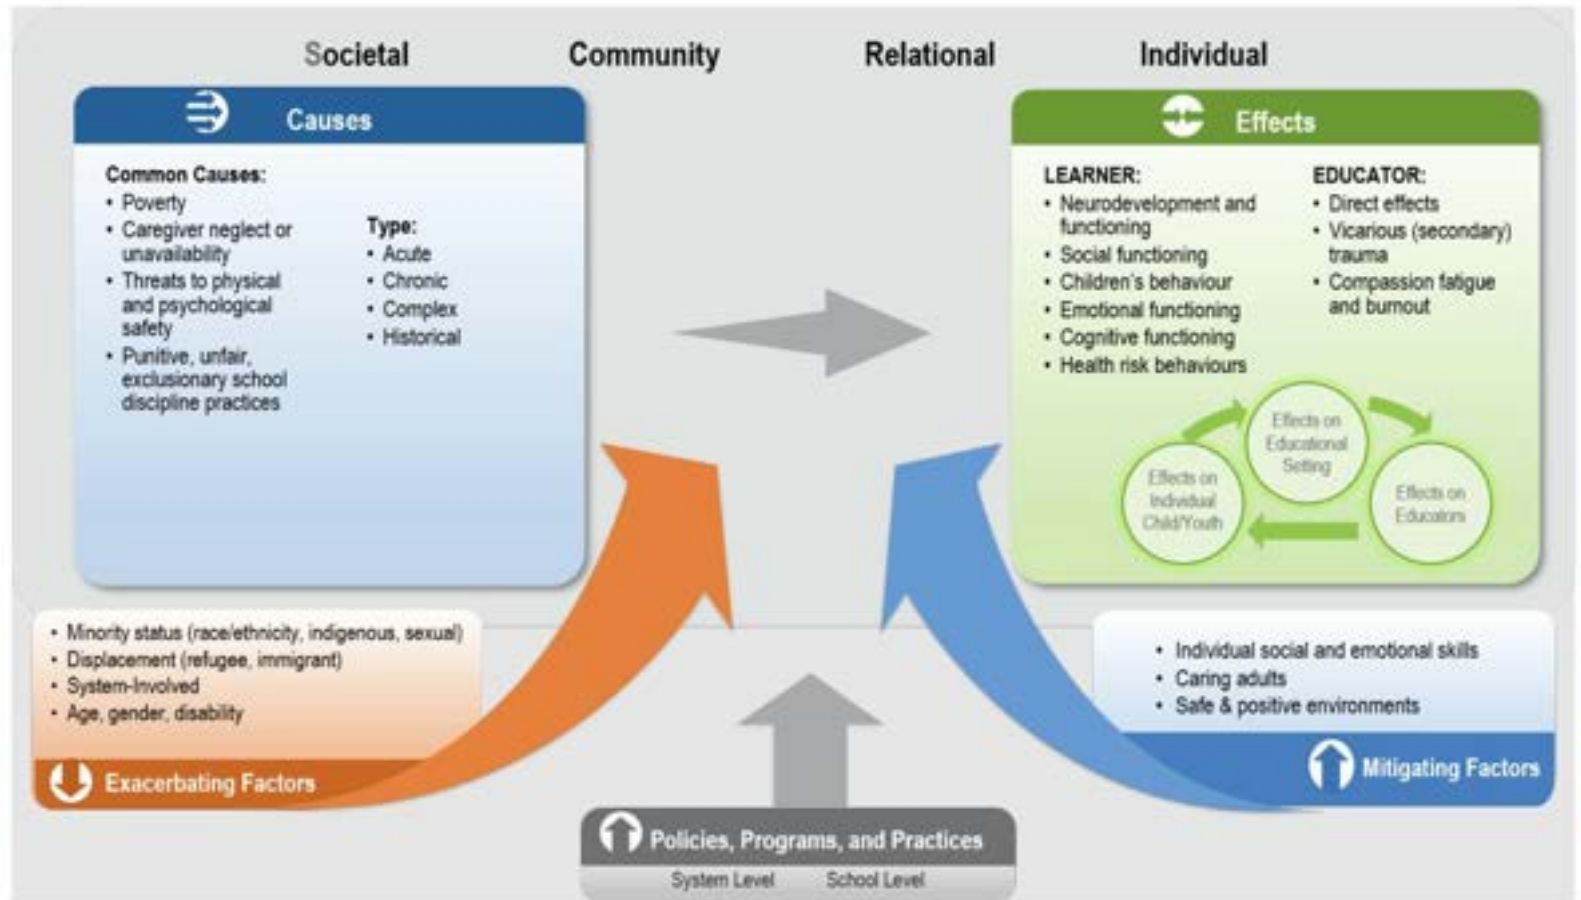 Societal Community Relational Individual
Causes
Common Causes:
• Poverty
• Caregiver neglect or
unavailability
• Threats to physical
and psychological
safety
• Punitive, unfair,
exclusionary school
discipline practices
Type:
• Acute
• Chronic
• Complex
• Historical
Effects
LEARNER:
• Neurodevelopment and
functioning
• Social functioning
• Children's behaviour
• Emotional functioning
• Cognitive functioning
• Health risk behaviours
EDUCATOR:
• Direct effects
• Vicarious (secondary)
trauma
• Compassion fatigue
and burnout
Effects on
Educational
Setting
Effects on
Individual
Child/Youth
Effects on
Educators
• Minority status (race/ethnicity, indigenous, sexual)
• Displacement (refugee, immigrant)
• System-Involved
• Age, gender, disability
Exacerbating Factors
• Individual social and emotional skills
• Caring adults
• Safe & positive environments
Mitigating Factors
Policies, Programs, and Practices
System Level School Level